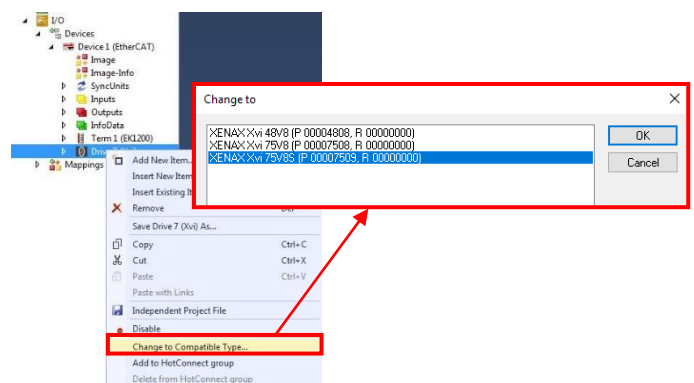 I/O
Devices
Device 1 (EtherCAT)
Image
Image-Info
SyncUnits
Inputs
Outputs
InfoData
Term 1 (EK1200)
Mappings
Add New Item...
Insert New Item
Insert Existing It
Remove
Save Drive 7 (Xvi) As...
Copy Ctrl+C
Cut Ctrl+X
Paste Ctrl+V
Paste with Links
Independent Project File
Disable
Change to Compatible Type...
Add to HotConnect group
Delete from HotConnect group
Change to
XENAX Xvi 48V8 (P 00004808, R 00000000)
XENAX Xvi 75V8 (P 00007508, R 00000000)
XENAX Xvi 75V8S (P 00007509, R 00000000)
OK
Cancel